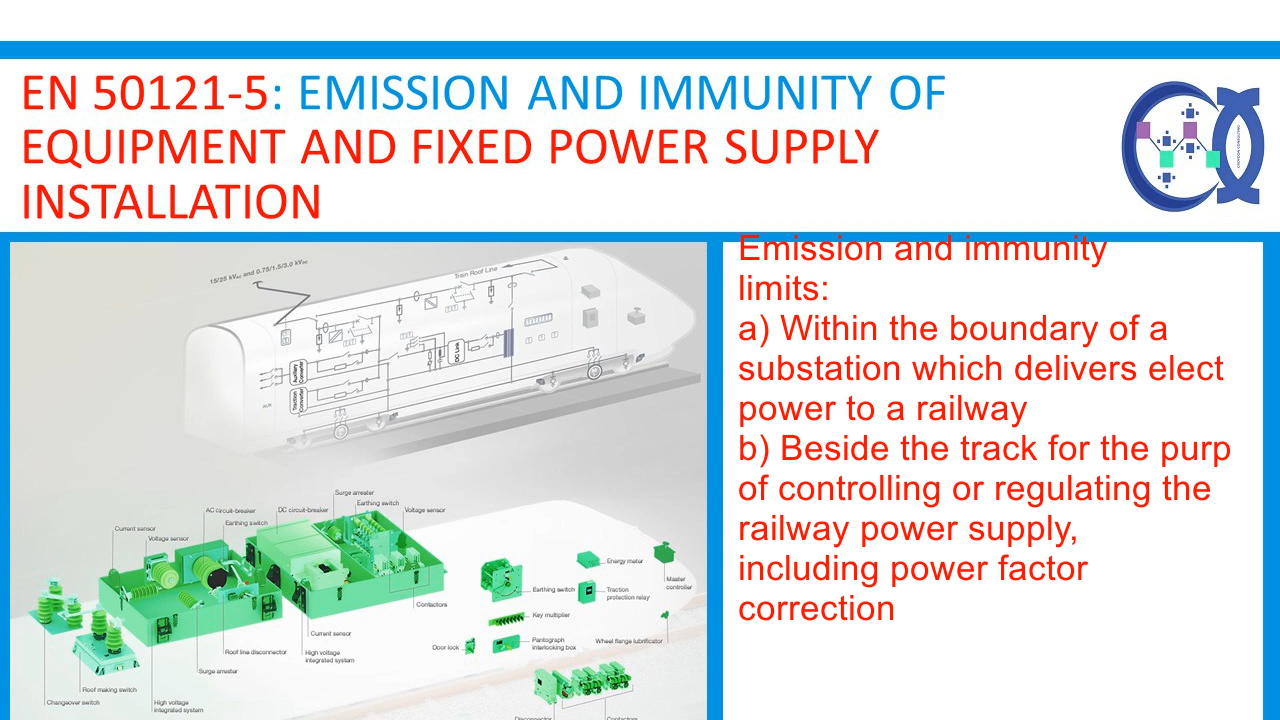 EN 50121-5: EMISSION AND IMMUNITY OF
EQUIPMENT AND FIXED POWER SUPPLY
INSTALLATION
15/25 kVAC and 0.75/1.5/3.0 kVDC
Train Roof Line
DC Link
Auxiliary
Converter
AUX
Traction
Converter
Surge arrester
Earthing switch
AC circuit-breaker
DC circuit-breaker
Voltage sensor
Earthing switch
Current sensor
Voltage sensor
Energy meter
Master
controller
Earthing switch
Traction
protection relay
Contactors
Key multiplier
Current sensor
Pantograph
interlocking box
Wheel flange lubrificator
Door lock
Roof line disconnector
High voltage
integrated system
Surge arrester
Roof making switch
Changeover switch
High voltage
integrated system
Disconnector
Contactors
Emission and immunity
limits:
a) Within the boundary of a
substation which delivers elect
power to a railway
b) Beside the track for the purp
of controlling or regulating the
railway power supply,
including power factor
correction